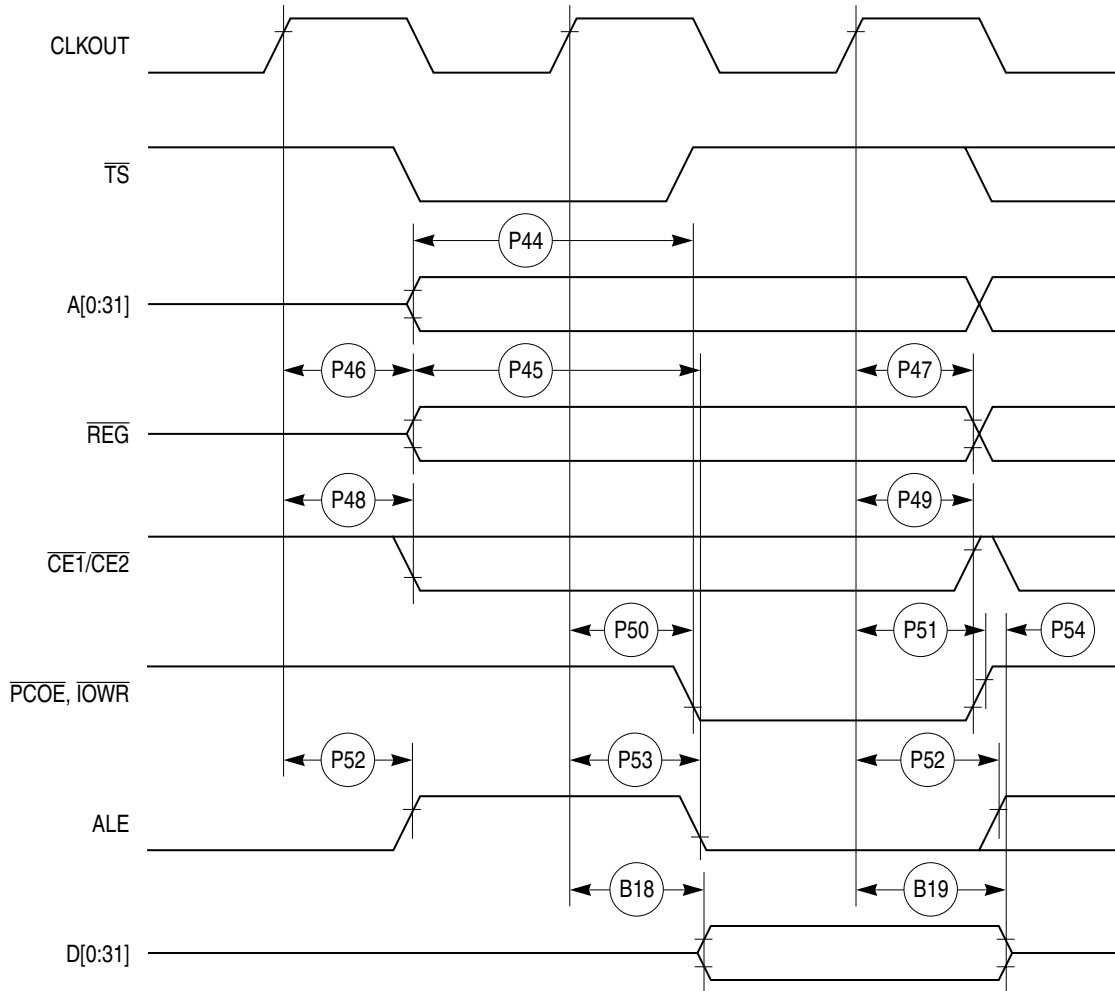 CLKOUT
TS
P44
A[0:31]
P46 P45 P47
REG
P48 P49
CE1/CE2
P50 P51 P54
PCOE, IOWR
P52 P53 P52
ALE
B18 B19
D[0:31]